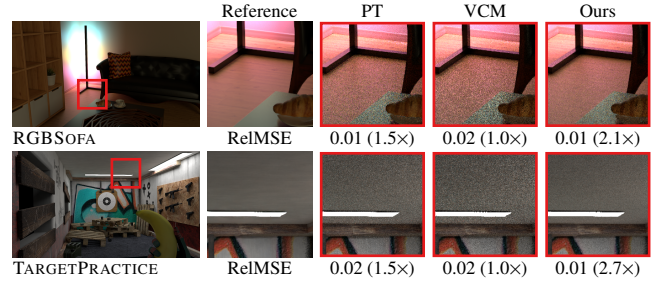 Reference PT VCM Ours
RGBSOFA RelMSE 0.01 (1.5×) 0.02 (1.0×) 0.01 (2.1×)
TARGETPRACTICE RelMSE 0.02 (1.5×) 0.02 (1.0×) 0.01 (2.7×)